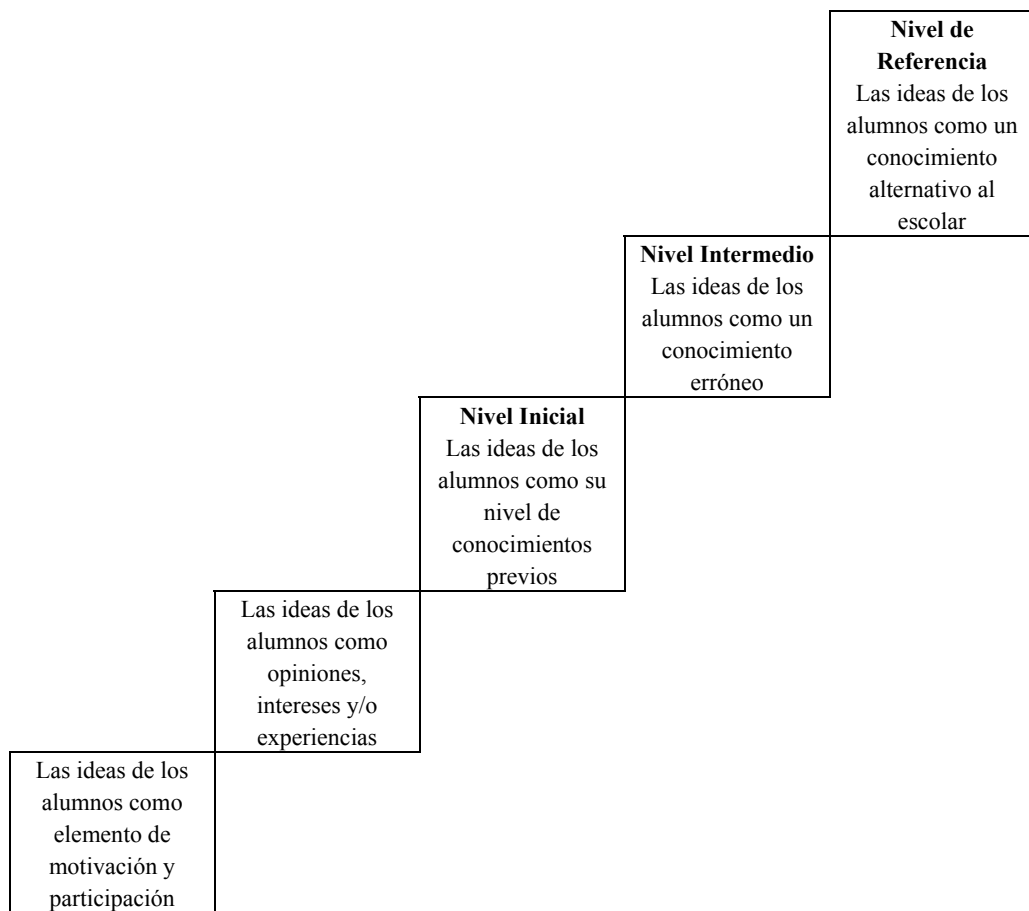 Nivel de
Referencia
Las ideas de los
alumnos como un
conocimiento
alternativo al
escolar
Nivel Intermedio
Las ideas de los
alumnos como un
conocimiento
erróneo
Nivel Inicial
Las ideas de los
alumnos como su
nivel de
conocimientos
previos
Las ideas de los
alumnos como
opiniones,
intereses y/o
experiencias
Las ideas de los
alumnos como
elemento de
motivación y
participación